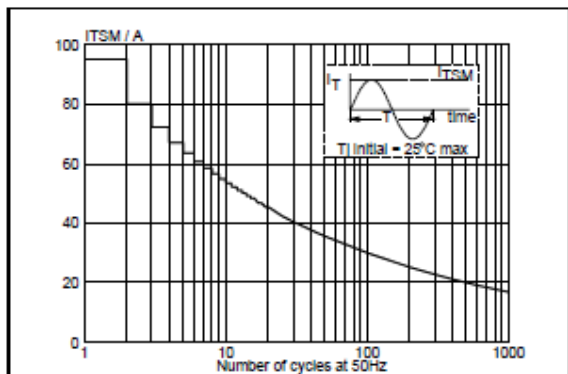 ITSM / A
100
80
60
40
20
0
IT
ITSM
T
time
Tj initial = 25°C max
1
10
100
1000
Number of cycles at 50Hz